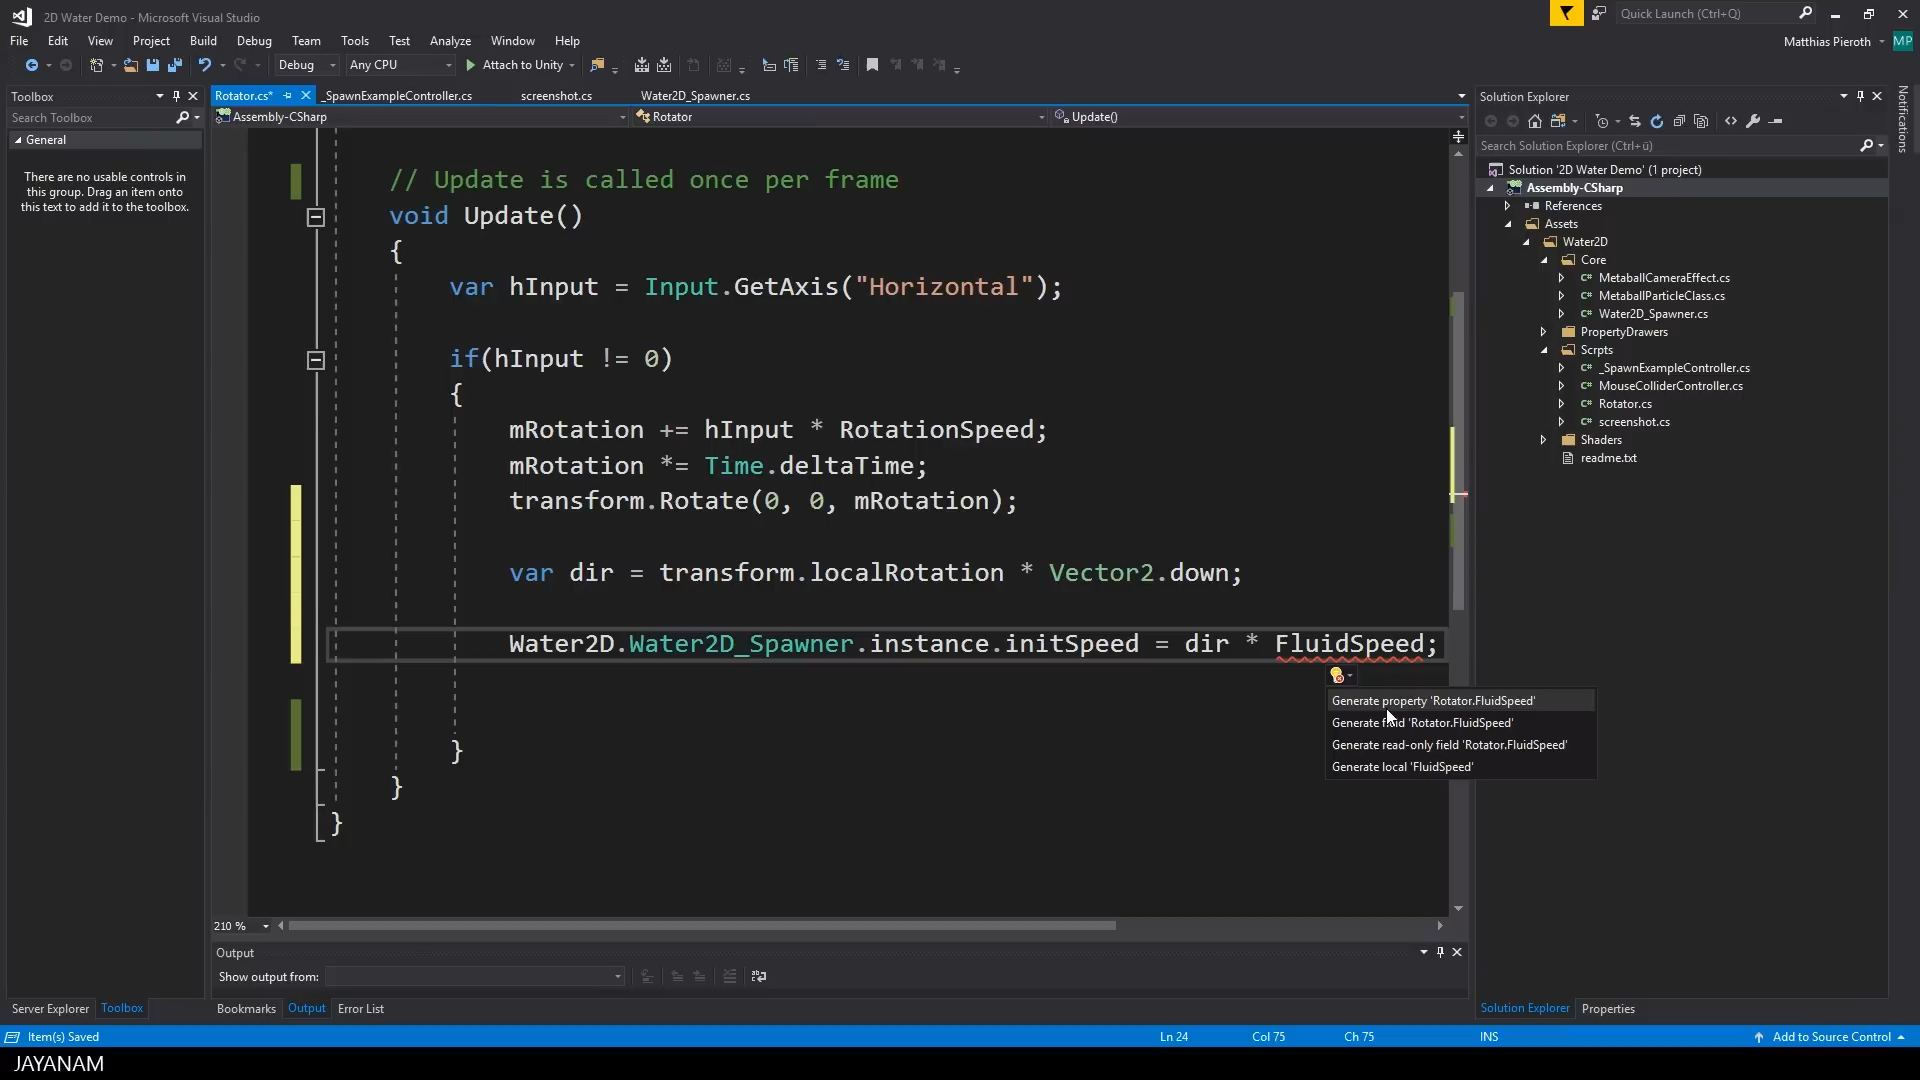 2D Water Demo - Microsoft Visual Studio
Quick Launch (Ctrl+Q)
File Edit View Project Build Debug Team Tools Test Analyze Window Help
Matthias Pieroth MP
Debug Any CPU Attach to Unity
Toolbox
Search Toolbox
General
There are no usable controls in
this group. Drag an item onto
this text to add it to the toolbox.
Rotator.cs* _SpawnExampleController.cs screenshot.cs Water2D_Spawner.cs
Assembly-CSharp Rotator Update()
// Update is called once per frame
void Update()
{
var hInput = Input.GetAxis("Horizontal");
if(hInput != 0)
{
mRotation += hInput * RotationSpeed;
mRotation *= Time.deltaTime;
transform.Rotate(0, 0, mRotation);
var dir = transform.localRotation * Vector2.down;
Water2D.Water2D_Spawner.instance.initSpeed = dir * FluidSpeed;
Generate property 'Rotator.FluidSpeed'
Generate field 'Rotator.FluidSpeed'
Generate read-only field 'Rotator.FluidSpeed'
Generate local 'FluidSpeed'
}
}
}
210 %
Output
Show output from:
Server Explorer Toolbox
Bookmarks Output Error List
Solution Explorer
Search Solution Explorer (Ctrl+ü)
Solution '2D Water Demo' (1 project)
Assembly-CSharp
References
Assets
Water2D
Core
MetaballCameraEffect.cs
MetaballParticleClass.cs
Water2D_Spawner.cs
PropertyDrawers
Scrpts
_SpawnExampleController.cs
MouseColliderController.cs
Rotator.cs
screenshot.cs
Shaders
readme.txt
Notifications
Solution Explorer Properties
Item(s) Saved Ln 24 Col 75 Ch 75 INS Add to Source Control
JAYANAM